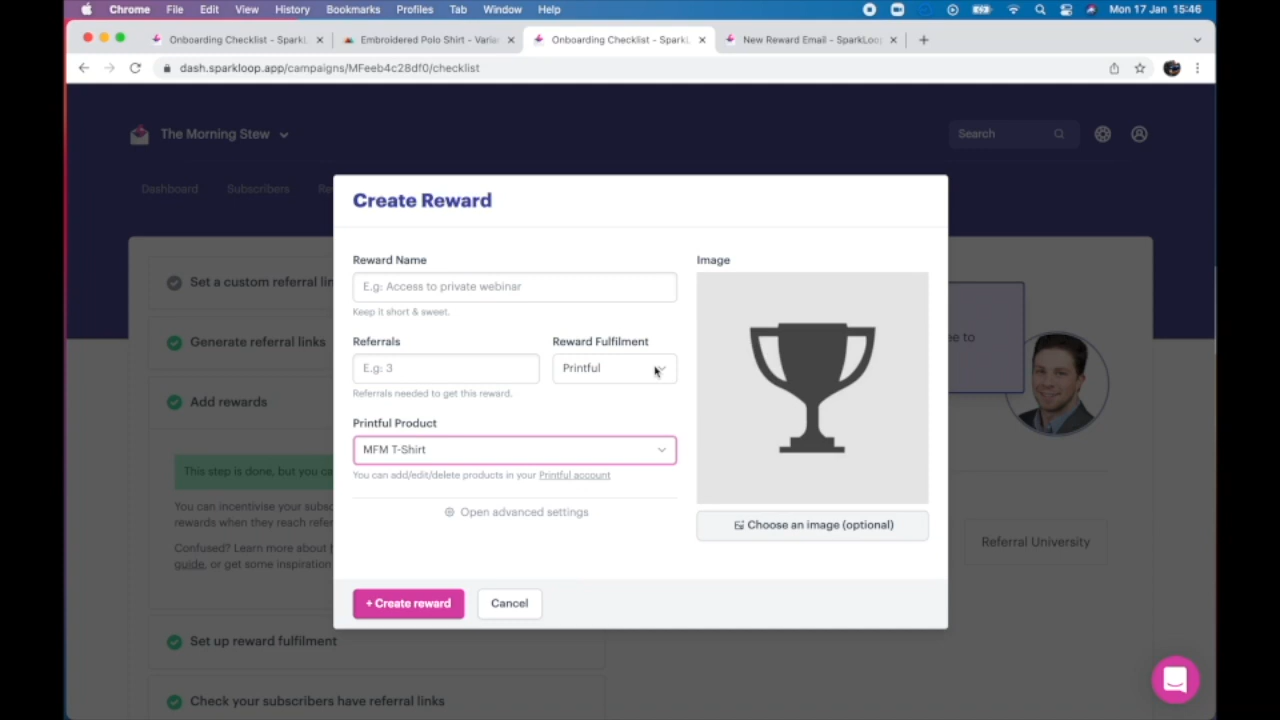 Chrome File Edit View History Bookmarks Profiles Tab Window Help Mon 17 Jan 15:46
Onboarding Checklist - SparkL Embroidered Polo Shirt - Varia Onboarding Checklist - SparkL New Reward Email - SparkLoop
dash.sparkloop.app/campaigns/MFeeb4c28df0/checklist
The Morning Stew
Search
Dashboard Subscribers Re
Create Reward
Reward Name
Image
E.g: Access to private webinar
Keep it short & sweet.
Referrals
Reward Fulfilment
E.g: 3
Printful
Referrals needed to get this reward.
Printful Product
MFM T-Shirt
You can add/edit/delete products in your Printful account
Open advanced settings
Choose an image (optional)
+ Create reward
Cancel
Set a custom referral lin
Generate referral links
Add rewards
This step is done, but you ca
You can incentivise your subsc
rewards when they reach refer
Confused? Learn more about
guide, or get some inspiration
Set up reward fulfilment
Check your subscribers have referral links
ee to
Referral University